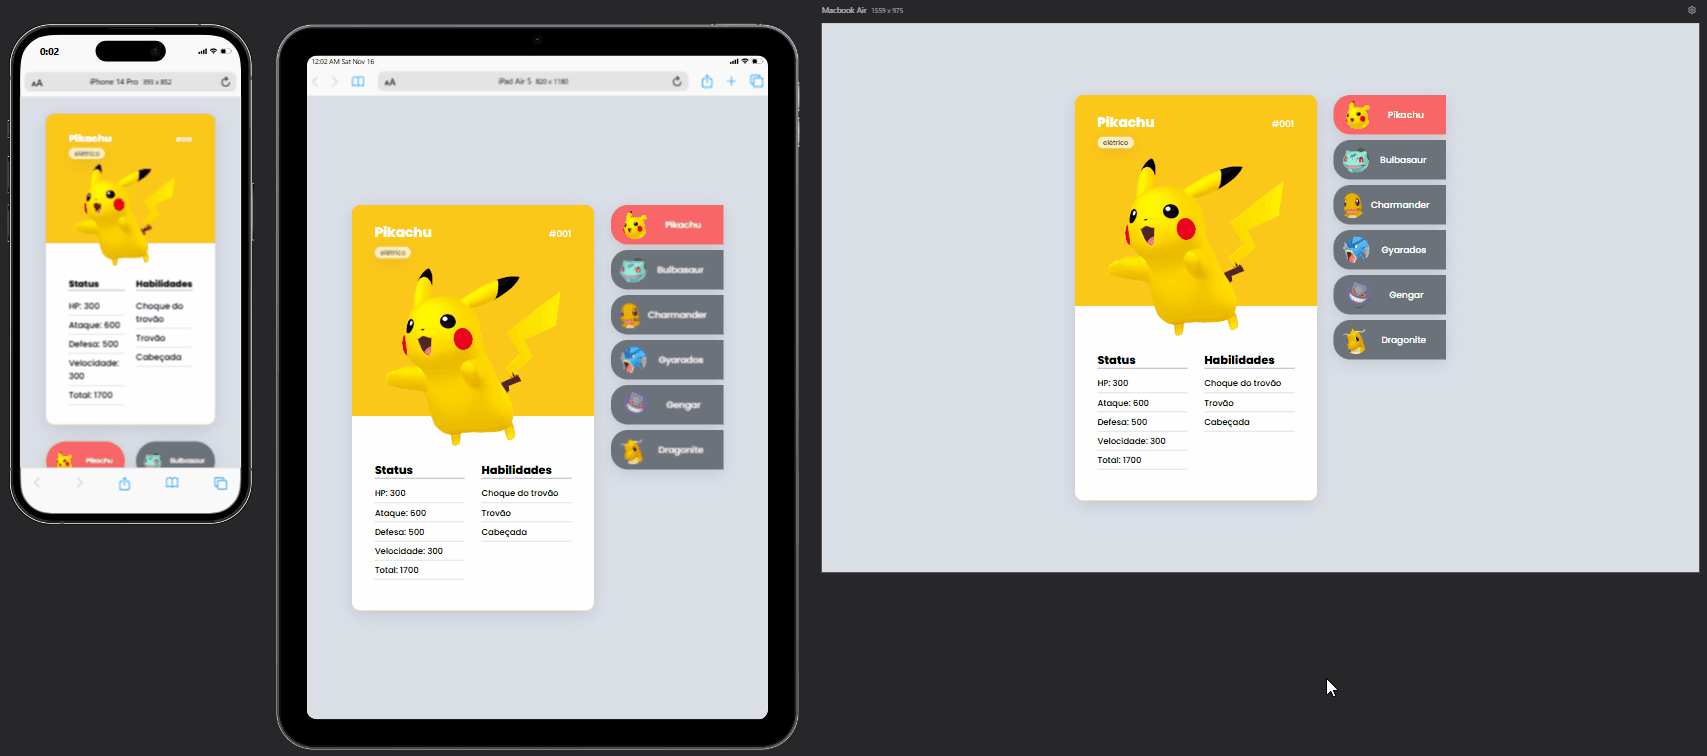 0:02
AA iPhone 14 Pro 393 x 852
Pikachu #001
elétrico
Status Habilidades
HP: 300 Choque do
trovão
Ataque: 600
Trovão
Defesa: 500
Cabeçada
Velocidade:
300
Total: 1700
Pikachu Bulbasaur
12:02 AM Sat Nov 16
AA iPad Air 5 820 x 1180
Pikachu #001
elétrico
Status Habilidades
HP: 300 Choque do trovão
Ataque: 600 Trovão
Defesa: 500 Cabeçada
Velocidade: 300
Total: 1700
Pikachu
Bulbasaur
Charmander
Gyarados
Gengar
Dragonite
Macbook Air 1559 x 975
Pikachu #001
elétrico
Status Habilidades
HP: 300 Choque do trovão
Ataque: 600 Trovão
Defesa: 500 Cabeçada
Velocidade: 300
Total: 1700
Pikachu
Bulbasaur
Charmander
Gyarados
Gengar
Dragonite